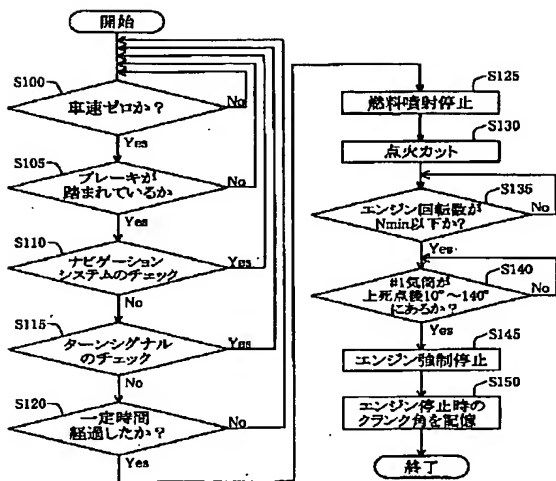 開始
S100
車速ゼロか？
No
Yes
S105
ブレーキが
踏まれているか
No
Yes
S110
ナビゲーション
システムのチェック
Yes
No
S115
ターンシグナル
のチェック
Yes
No
S120
一定時間
経過したか？
No
Yes
S125
燃料噴射停止
S130
点火カット
S135
エンジン回転数が
Nmin以下か？
No
Yes
S140
#1気筒が
上死点後10°～140°
にあるか？
No
Yes
S145
エンジン強制停止
S150
エンジン停止時の
クランク角を記憶
終了